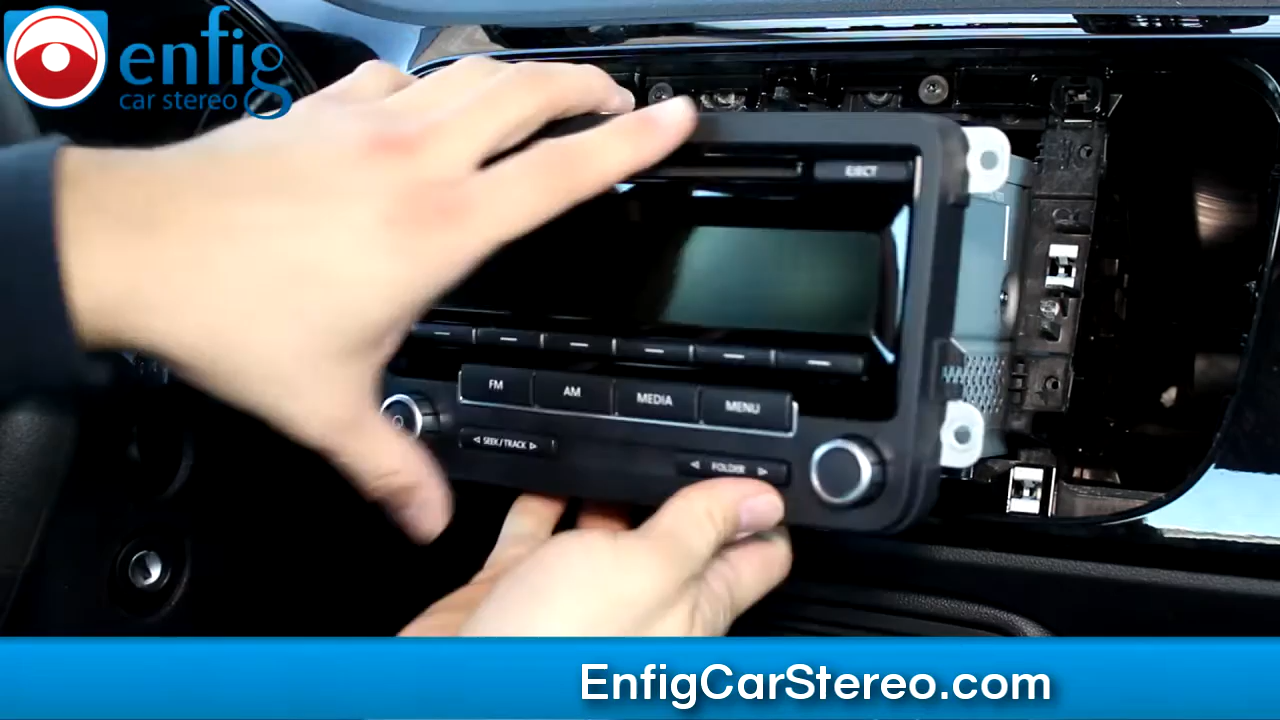 enfig
car stereo
EJECT
FM AM MEDIA MENU
SEEK / TRACK
FOLDER
EnfigCarStereo.com